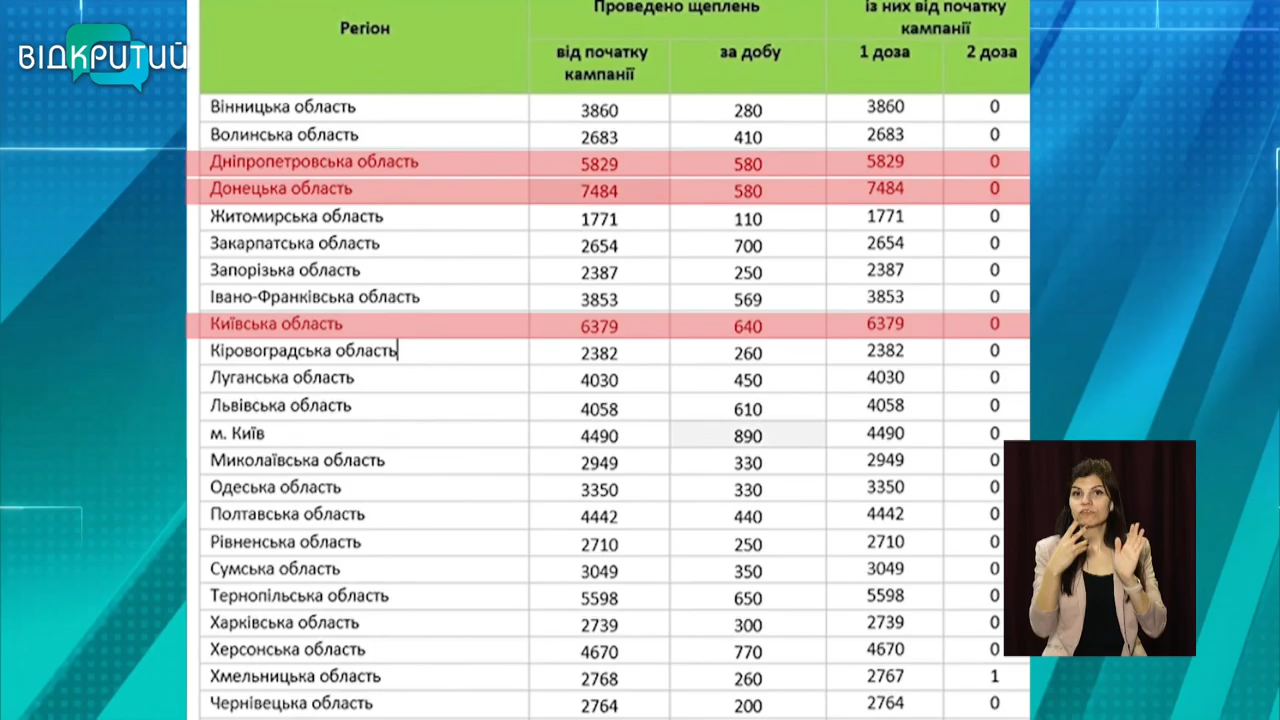 ВІДКРИТИЙ
Регіон Проведено щеплень із них від початку кампанії
від початку кампанії за добу 1 доза 2 доза
Вінницька область 3860 280 3860 0
Волинська область 2683 410 2683 0
Дніпропетровська область 5829 580 5829 0
Донецька область 7484 580 7484 0
Житомирська область 1771 110 1771 0
Закарпатська область 2654 700 2654 0
Запорізька область 2387 250 2387 0
Івано-Франківська область 3853 569 3853 0
Київська область 6379 640 6379 0
Кіровоградська область 2382 260 2382 0
Луганська область 4030 450 4030 0
Львівська область 4058 610 4058 0
м. Київ 4490 890 4490 0
Миколаївська область 2949 330 2949 0
Одеська область 3350 330 3350 0
Полтавська область 4442 440 4442 0
Рівненська область 2710 250 2710 0
Сумська область 3049 350 3049 0
Тернопільська область 5598 650 5598 0
Харківська область 2739 300 2739 0
Херсонська область 4670 770 4670 0
Хмельницька область 2768 260 2767 1
Чернівецька область 2764 200 2764 0